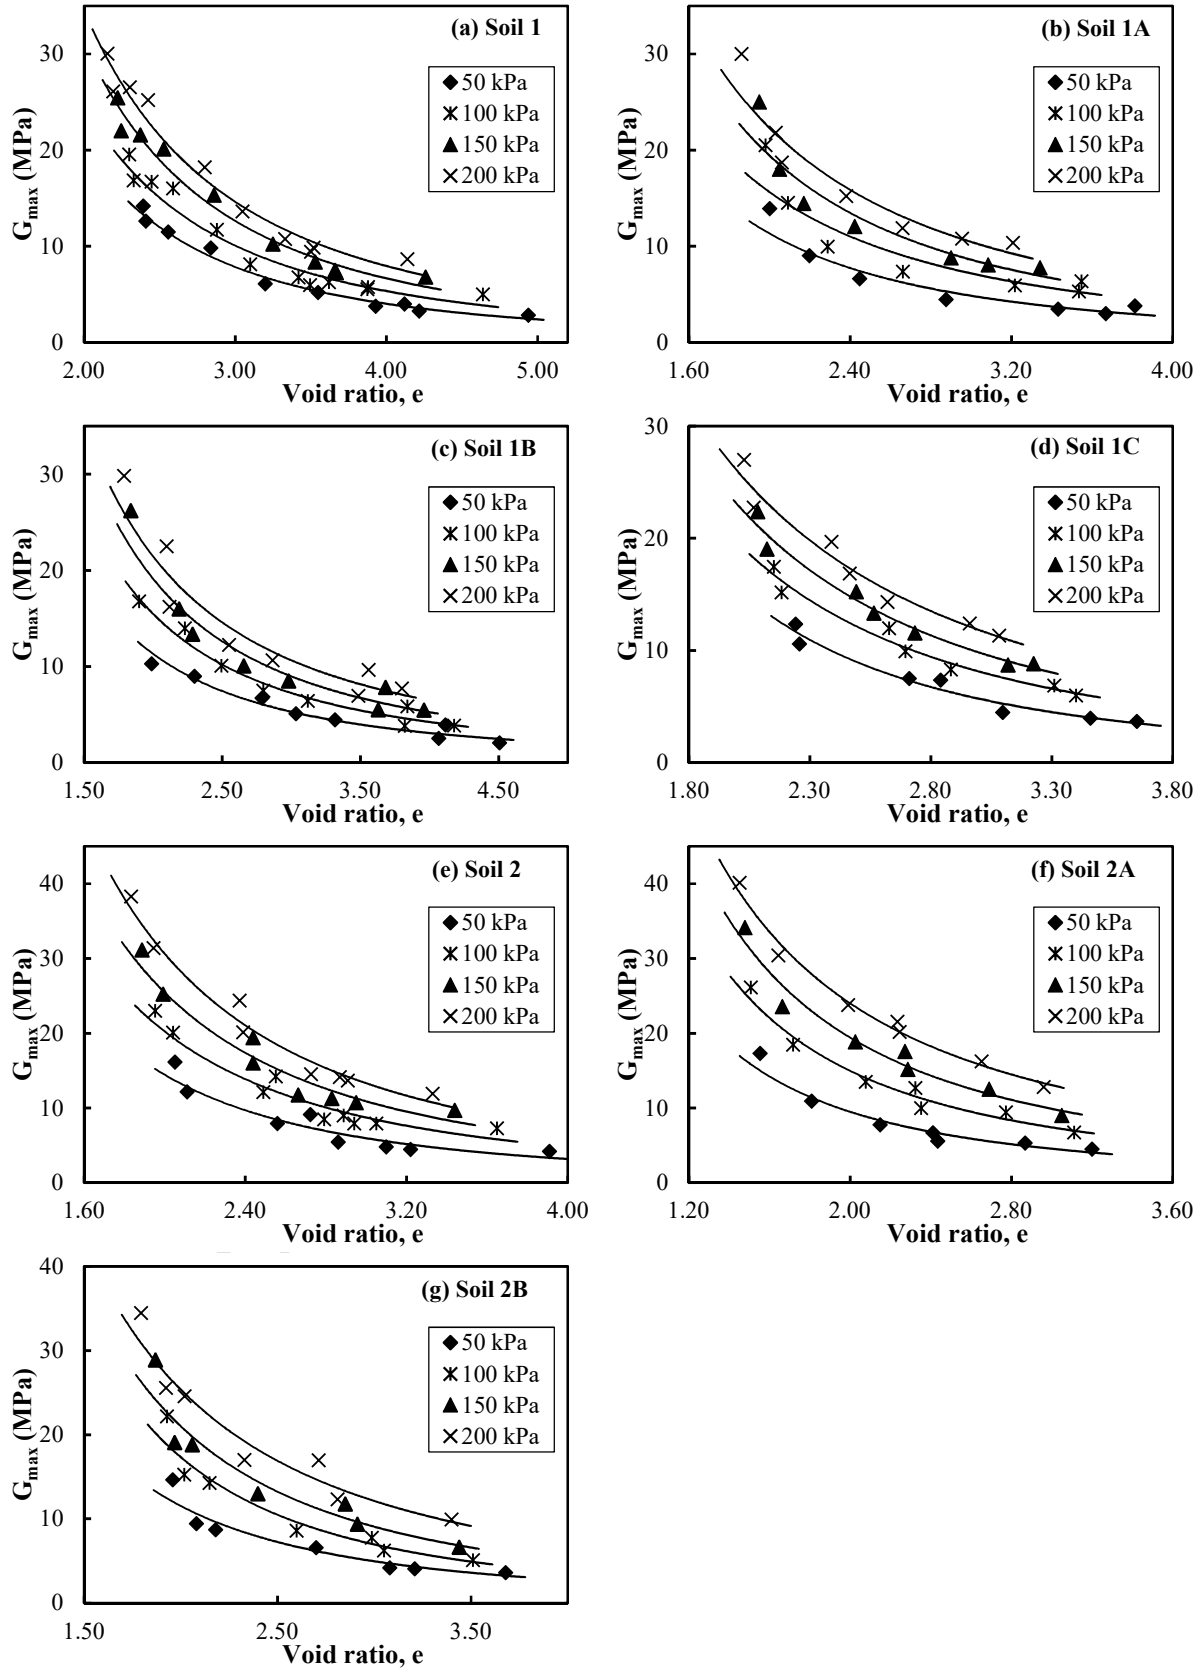 (a) Soil 1
50 kPa
100 kPa
150 kPa
200 kPa
30
20
10
0
2.00 3.00 4.00 5.00
Void ratio, e
Gmax (MPa)
(b) Soil 1A
50 kPa
100 kPa
150 kPa
200 kPa
30
20
10
0
1.60 2.40 3.20 4.00
Void ratio, e
Gmax (MPa)
(c) Soil 1B
50 kPa
100 kPa
150 kPa
200 kPa
30
20
10
0
1.50 2.50 3.50 4.50
Void ratio, e
Gmax (MPa)
(d) Soil 1C
50 kPa
100 kPa
150 kPa
200 kPa
30
20
10
0
1.80 2.30 2.80 3.30 3.80
Void ratio, e
Gmax (MPa)
(e) Soil 2
50 kPa
100 kPa
150 kPa
200 kPa
40
30
20
10
0
1.60 2.40 3.20 4.00
Void ratio, e
Gmax (MPa)
(f) Soil 2A
50 kPa
100 kPa
150 kPa
200 kPa
40
30
20
10
0
1.20 2.00 2.80 3.60
Void ratio, e
Gmax (MPa)
(g) Soil 2B
50 kPa
100 kPa
150 kPa
200 kPa
40
30
20
10
0
1.50 2.50 3.50
Void ratio, e
Gmax (MPa)